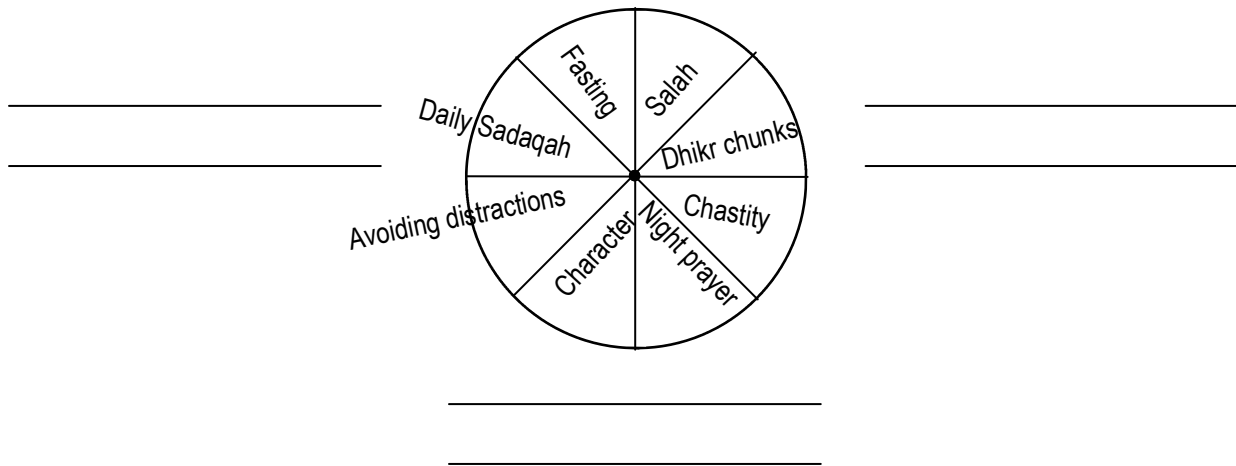 Fasting
Salah
Daily Sadaqah
Dhikr chunks
Avoiding distractions
Chastity
Character
Night prayer